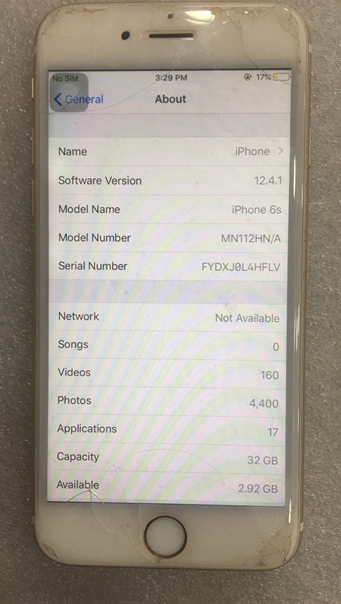 No SIM 3:29 PM 17%
General About
Name iPhone
Software Version 12.4.1
Model Name iPhone 6s
Model Number MN112HN/A
Serial Number FYDXJ0L4HFLV
Network Not Available
Songs 0
Videos 160
Photos 4,400
Applications 17
Capacity 32 GB
Available 2.92 GB